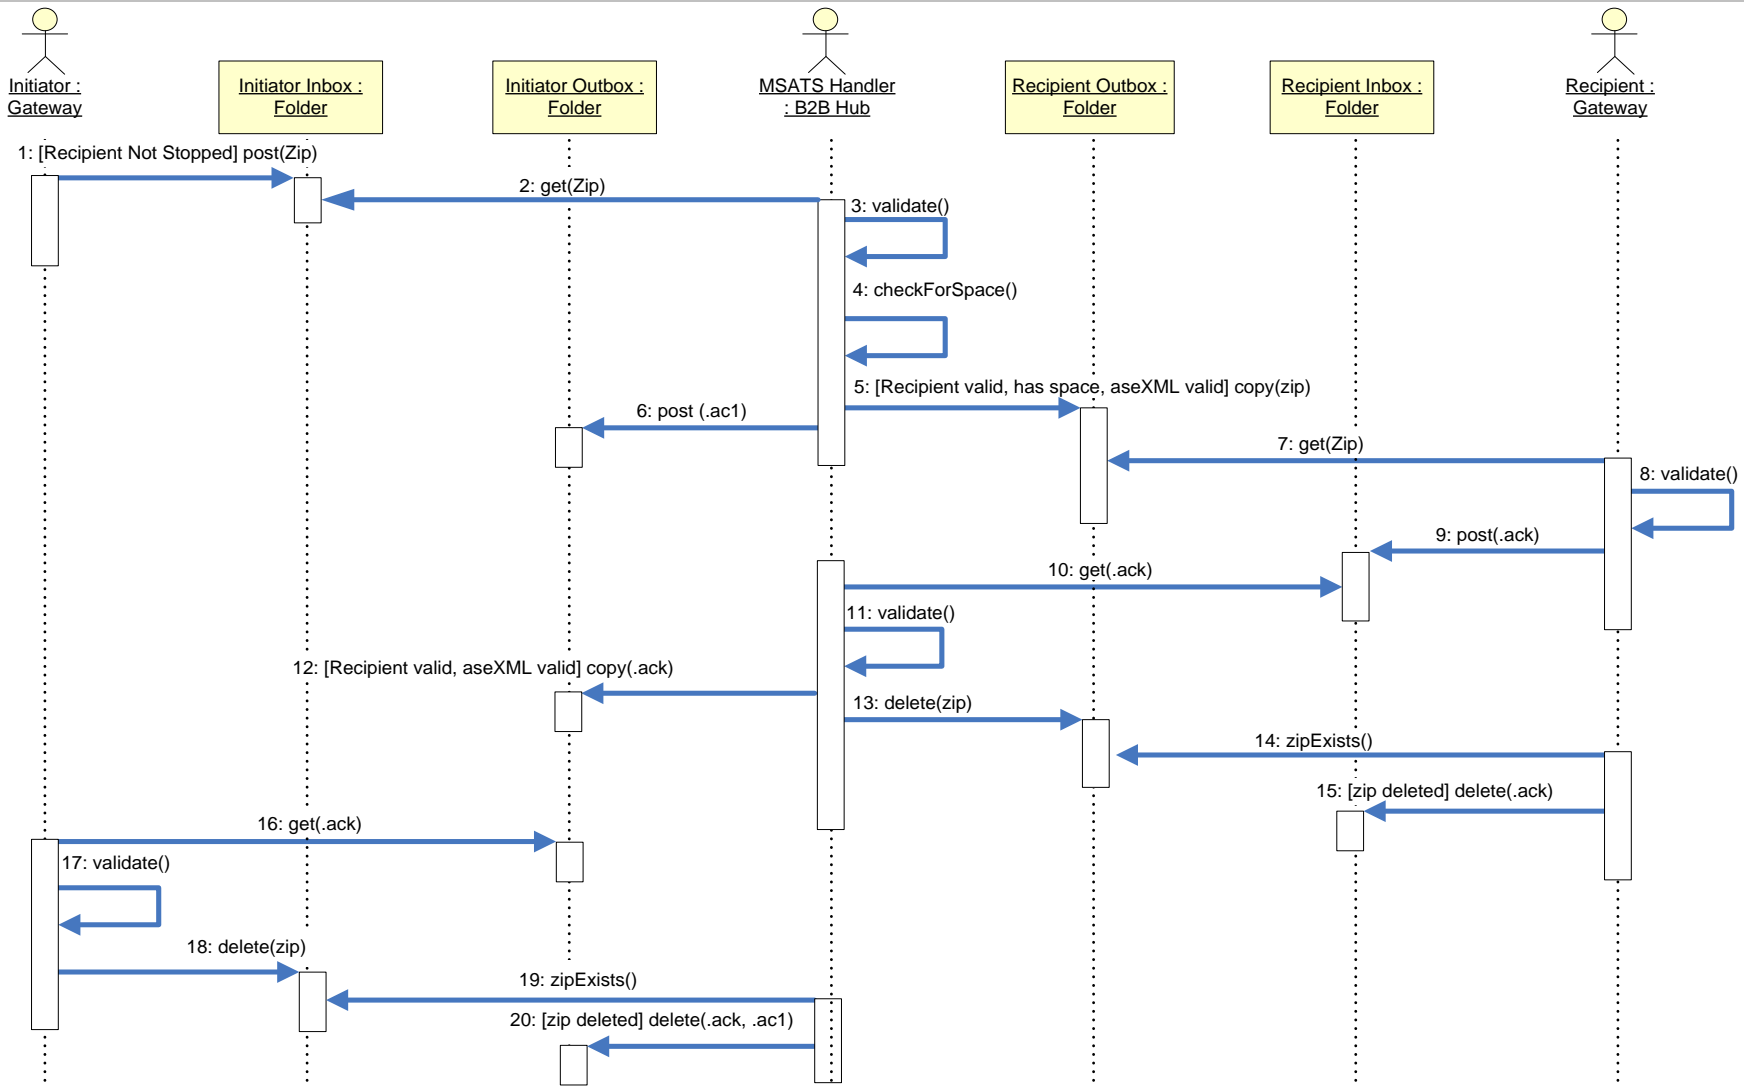 Initiator :
Gateway
Initiator Inbox :
Folder
Initiator Outbox :
Folder
MSATS Handler
: B2B Hub
Recipient Outbox :
Folder
Recipient Inbox :
Folder
Recipient :
Gateway
1: [Recipient Not Stopped] post(Zip)
2: get(Zip)
3: validate()
4: checkForSpace()
5: [Recipient valid, has space, aseXML valid] copy(zip)
6: post (.ac1)
7: get(Zip)
8: validate()
9: post(.ack)
10: get(.ack)
11: validate()
12: [Recipient valid, aseXML valid] copy(.ack)
13: delete(zip)
14: zipExists()
15: [zip deleted] delete(.ack)
16: get(.ack)
17: validate()
18: delete(zip)
19: zipExists()
20: [zip deleted] delete(.ack, .ac1)